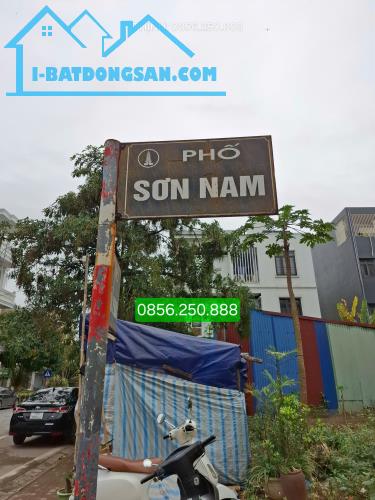 I-BATDONGSAN.COM
PHỐ
SƠN NAM
0856.250.888